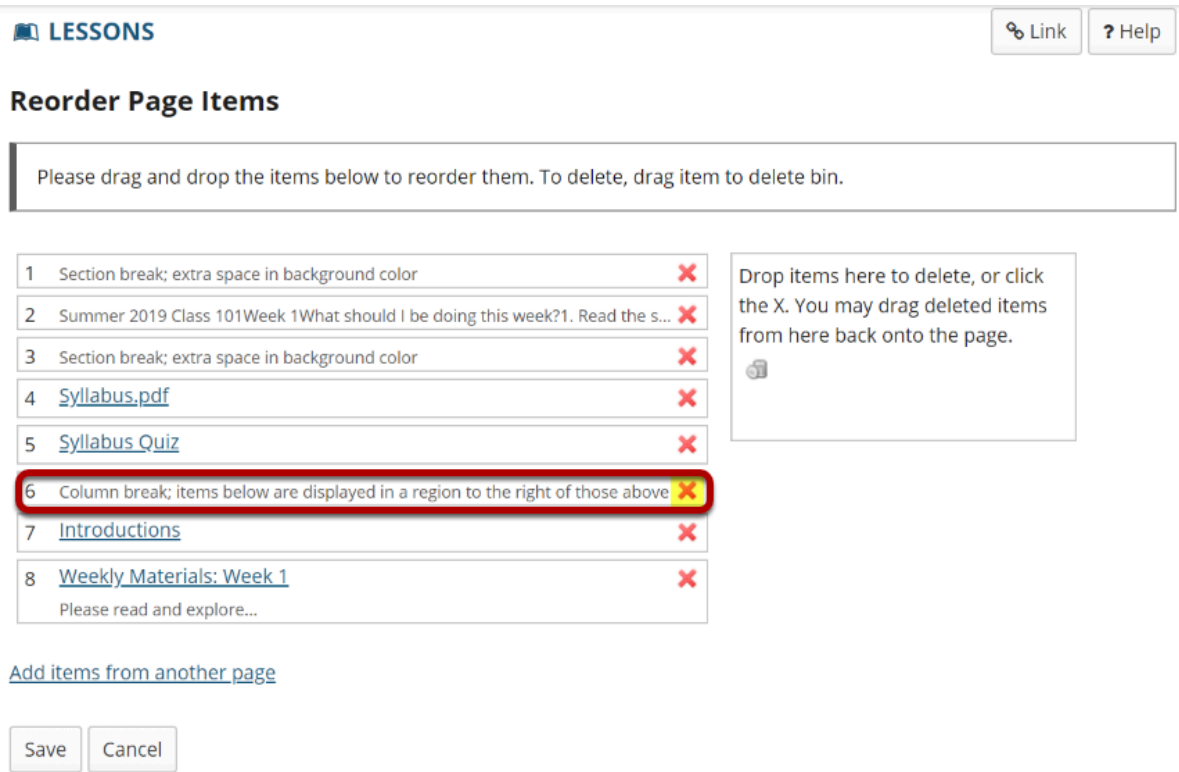 LESSONS
Link
? Help
Reorder Page Items
Please drag and drop the items below to reorder them. To delete, drag item to delete bin.
1 Section break; extra space in background color
2 Summer 2019 Class 101Week 1What should I be doing this week?1. Read the s...
3 Section break; extra space in background color
4 Syllabus.pdf
5 Syllabus Quiz
6 Column break; items below are displayed in a region to the right of those above
7 Introductions
8 Weekly Materials: Week 1
Please read and explore...
Drop items here to delete, or click
the X. You may drag deleted items
from here back onto the page.
Add items from another page
Save
Cancel